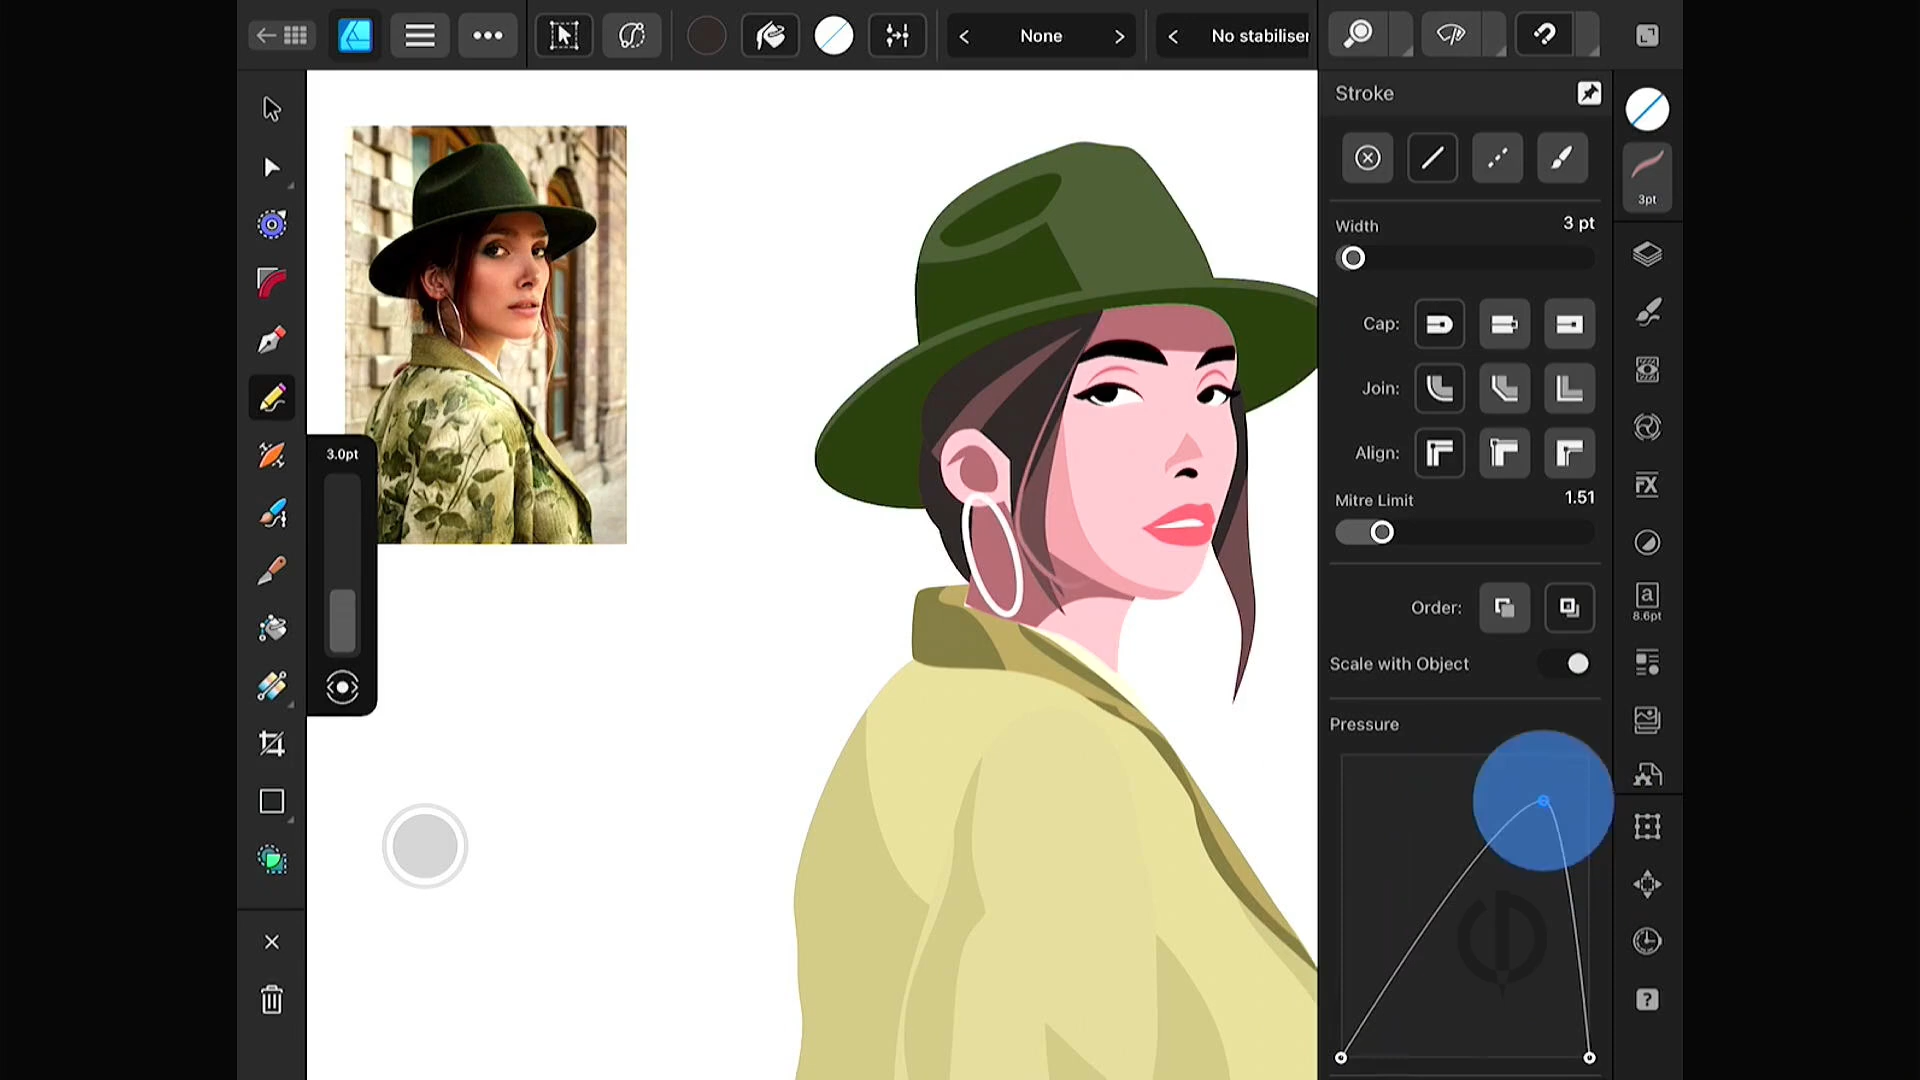 None
No stabiliser
Stroke
3pt
Width
3 pt
Cap:
Join:
Align:
3.0pt
Mitre Limit
1.51
FX
a
8.6pt
Order:
Scale with Object
Pressure
?